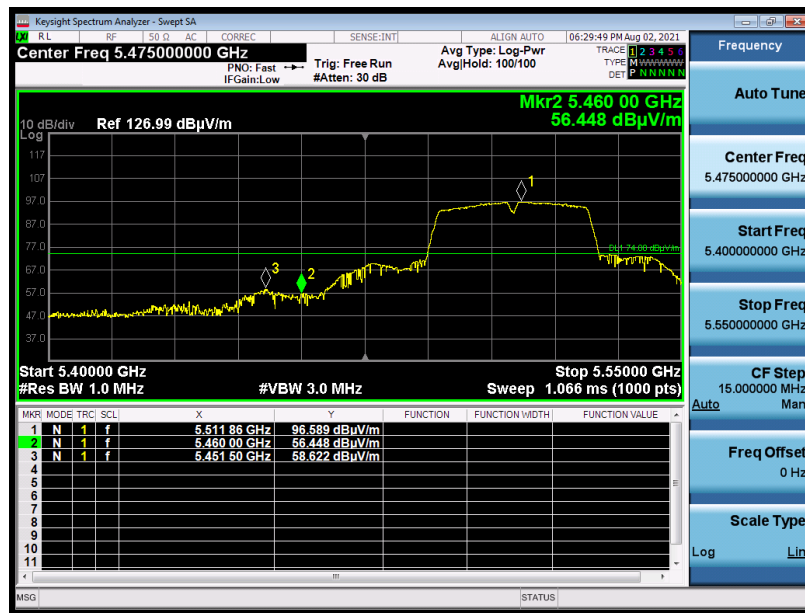 Keysight Spectrum Analyzer - Swept SA
LXI RL RF 50 Ω AC CORREC SENSE:INT ALIGN AUTO 06:29:49 PM Aug 02, 2021
Center Freq 5.475000000 GHz
PNO: Fast
IFGain:Low
Trig: Free Run
#Atten: 30 dB
Avg Type: Log-Pwr
Avg|Hold: 100/100
TRACE 1 2 3 4 5 6
TYPE M WWWWW
DET P N N N N N
Mkr2 5.460 00 GHz
56.448 dBµV/m
10 dB/div Ref 126.99 dBµV/m
Log
117
107
97.0
87.0
77.0
67.0
57.0
47.0
37.0
1
2
3
DL1 74.00 dBµV/m
Start 5.40000 GHz Stop 5.55000 GHz
#Res BW 1.0 MHz #VBW 3.0 MHz Sweep 1.066 ms (1000 pts)
MKR MODE TRC SCL X Y FUNCTION FUNCTION WIDTH FUNCTION VALUE
1 N 1 f 5.511 86 GHz 96.589 dBµV/m
2 N 1 f 5.460 00 GHz 56.448 dBµV/m
3 N 1 f 5.451 50 GHz 58.622 dBµV/m
4
5
6
7
8
9
10
11
MSG STATUS
Frequency
Auto Tune
Center Freq
5.475000000 GHz
Start Freq
5.400000000 GHz
Stop Freq
5.550000000 GHz
CF Step
15.000000 MHz
Auto Man
Freq Offset
0 Hz
Scale Type
Log Lin